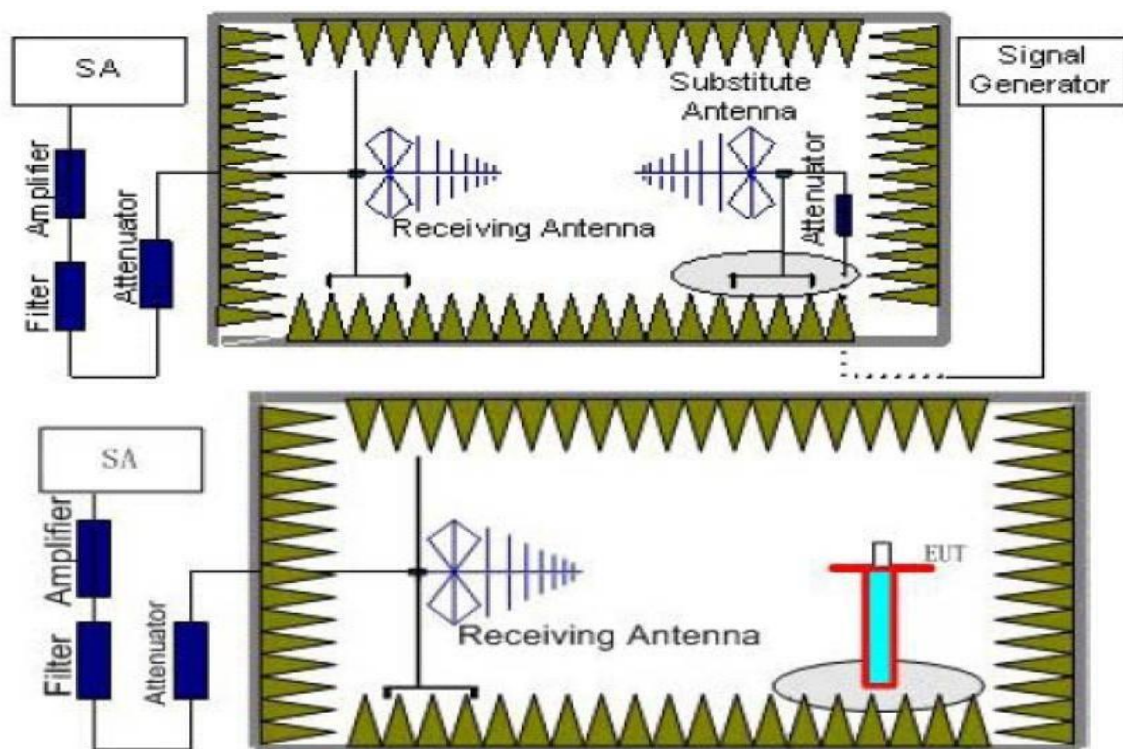 SA
Signal
Generator
Substitute
Antenna
Amplifier
Attenuator
Attenuator
Receiving Antenna
Filter
SA
Amplifier
EUT
Receiving Antenna
Filter
Attenuator